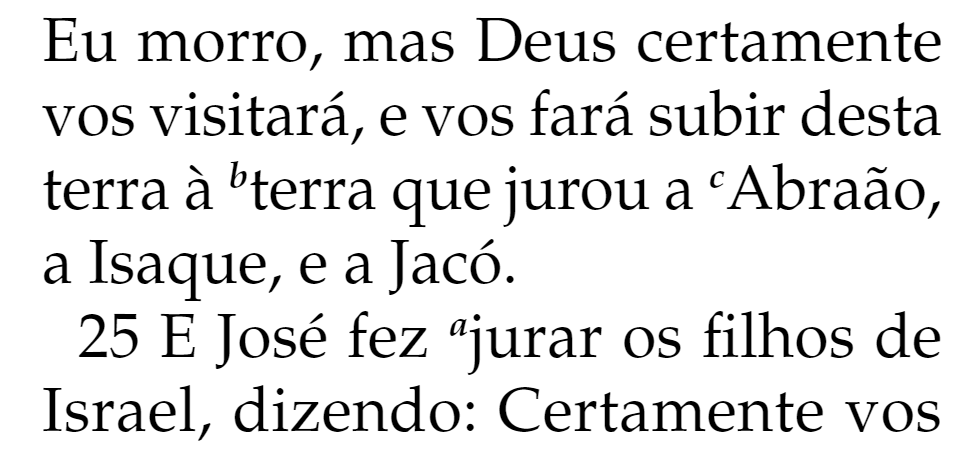 Eu morro, mas Deus certamente
vos visitará, e vos fará subir desta
terra à ᵇterra que jurou a ᶜAbraão,
a Isaque, e a Jacó.
25 E José fez ᵃjurar os filhos de
Israel, dizendo: Certamente vos